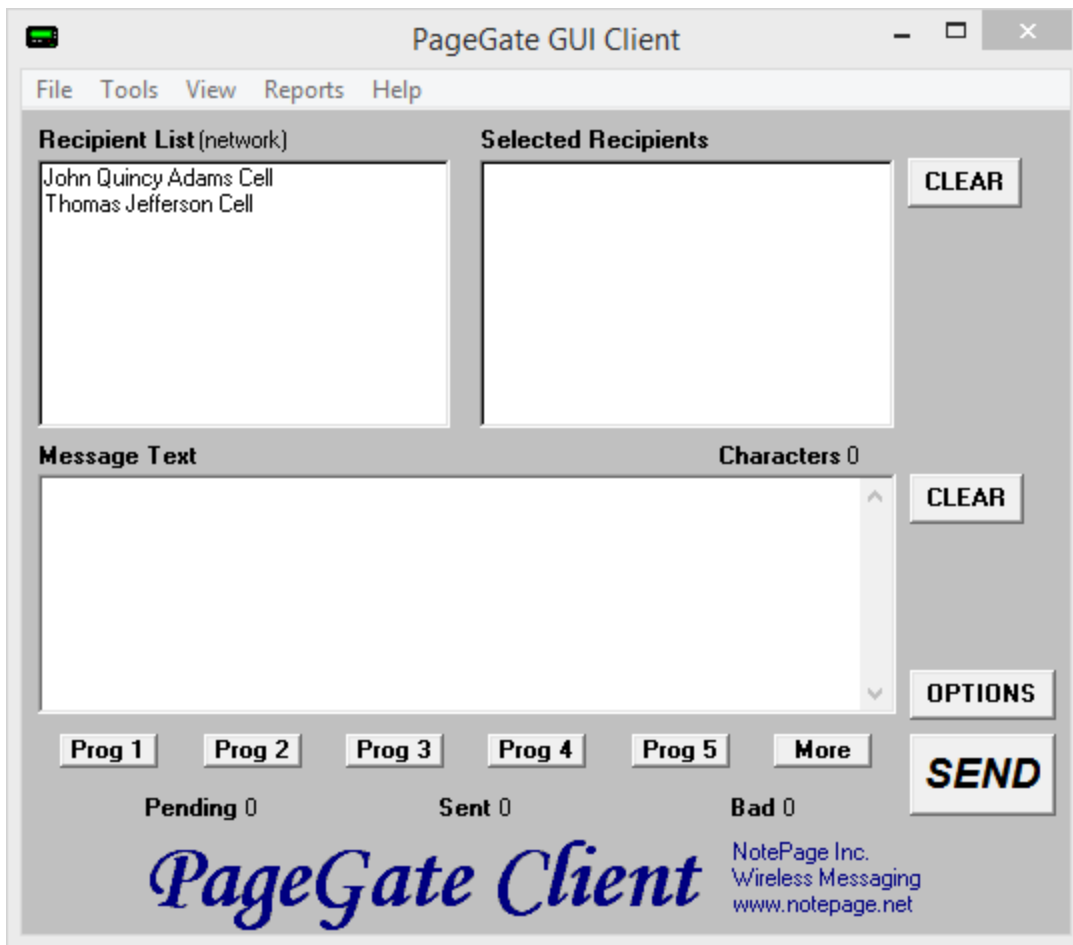 PageGate GUI Client
File Tools View Reports Help
Recipient List (network)
Selected Recipients
John Quincy Adams Cell
Thomas Jefferson Cell
CLEAR
Message Text
Characters 0
CLEAR
OPTIONS
Prog 1 Prog 2 Prog 3 Prog 4 Prog 5 More
SEND
Pending 0 Sent 0 Bad 0
PageGate Client
NotePage Inc.
Wireless Messaging
www.notepage.net